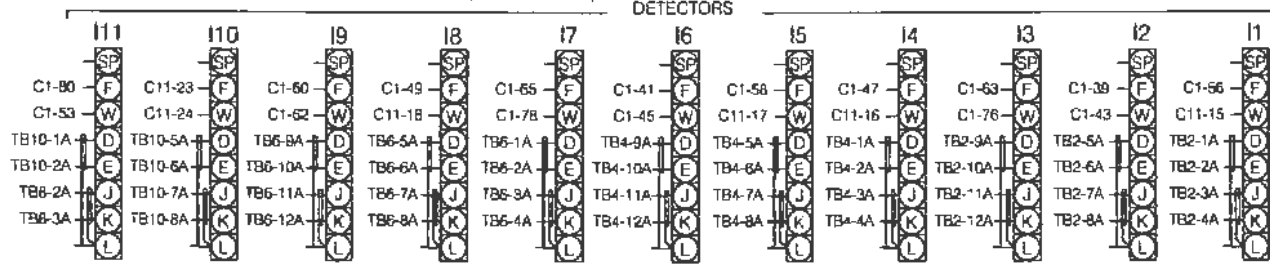 DETECTORS
I11 I10 I9 I8 I7 I6 I5 I4 I3 I2 I1
SP SP SP SP SP SP SP SP SP SP SP
C1-80 F C11-23 F C1-60 F C1-49 F C1-65 F C1-41 F C1-58 F C1-47 F C1-63 F C1-39 F C1-56 F
C1-53 W C11-24 W C1-62 W C11-18 W C1-78 W C1-45 W C11-17 W C11-16 W C1-76 W C1-43 W C11-15 W
TB10-1A D TB10-5A D TB6-9A D TB6-5A D TB6-1A D TB4-9A D TB4-5A D TB4-1A D TB2-9A D TB2-5A D TB2-1A D
TB10-2A E TB10-6A E TB6-10A E TB6-6A E TB6-2A E TB4-10A E TB4-6A E TB4-2A E TB2-10A E TB2-6A E TB2-2A E
TB8-2A J TB10-7A J TB6-11A J TB6-7A J TB6-3A J TB4-11A J TB4-7A J TB4-3A J TB2-11A J TB2-7A J TB2-3A J
TB8-3A K TB10-8A K TB6-12A K TB6-8A K TB6-4A K TB4-12A K TB4-8A K TB4-4A K TB2-12A K TB2-8A K TB2-4A K
L L L L L L L L L L L